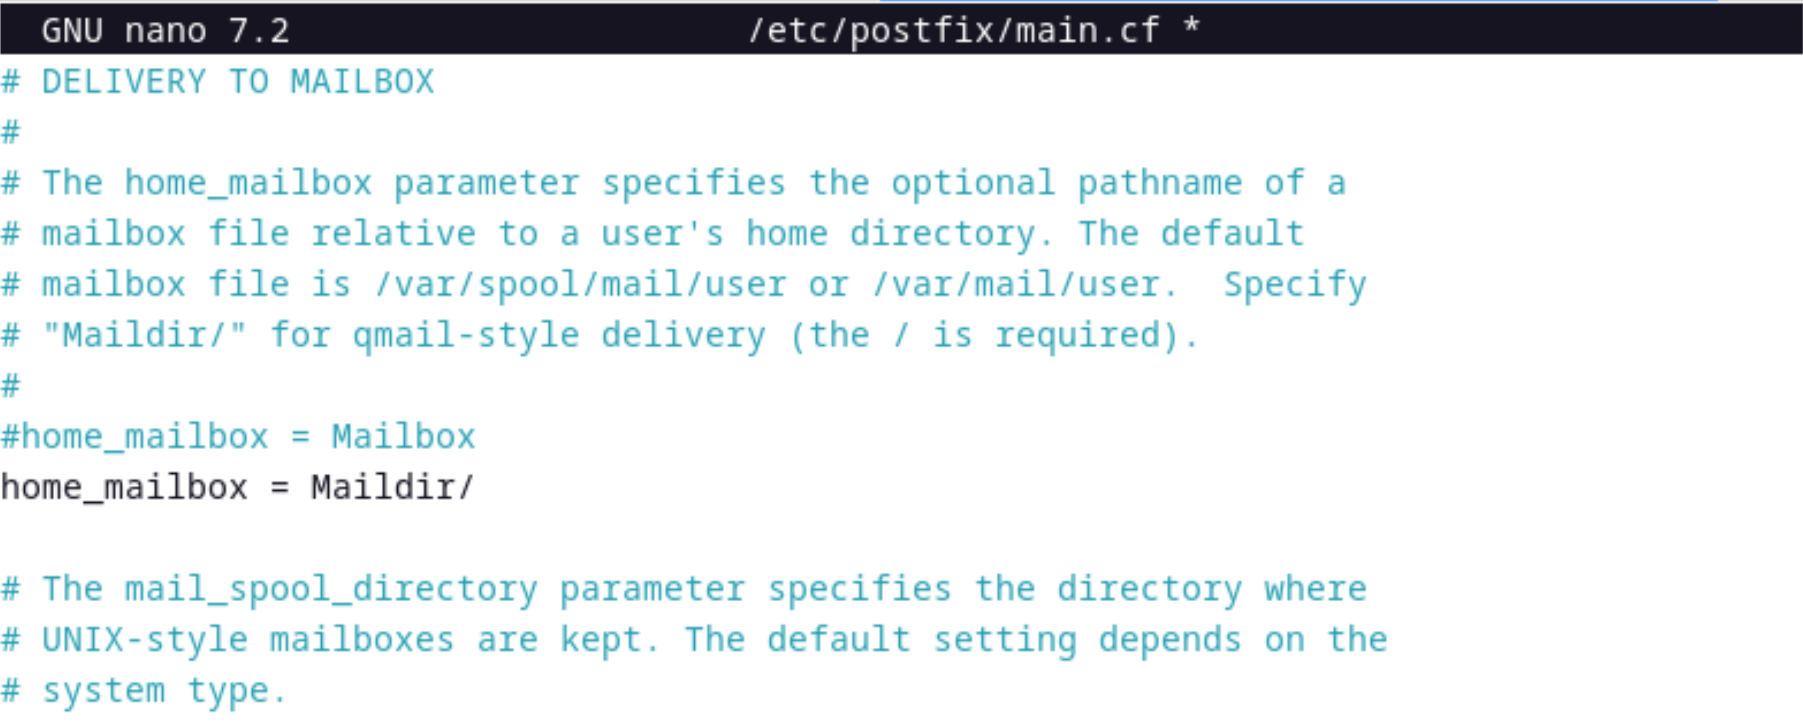 GNU nano 7.2 /etc/postfix/main.cf *
# DELIVERY TO MAILBOX
#
# The home_mailbox parameter specifies the optional pathname of a
# mailbox file relative to a user's home directory. The default
# mailbox file is /var/spool/mail/user or /var/mail/user.  Specify
# "Maildir/" for qmail-style delivery (the / is required).
#
#home_mailbox = Mailbox
home_mailbox = Maildir/

# The mail_spool_directory parameter specifies the directory where
# UNIX-style mailboxes are kept. The default setting depends on the
# system type.